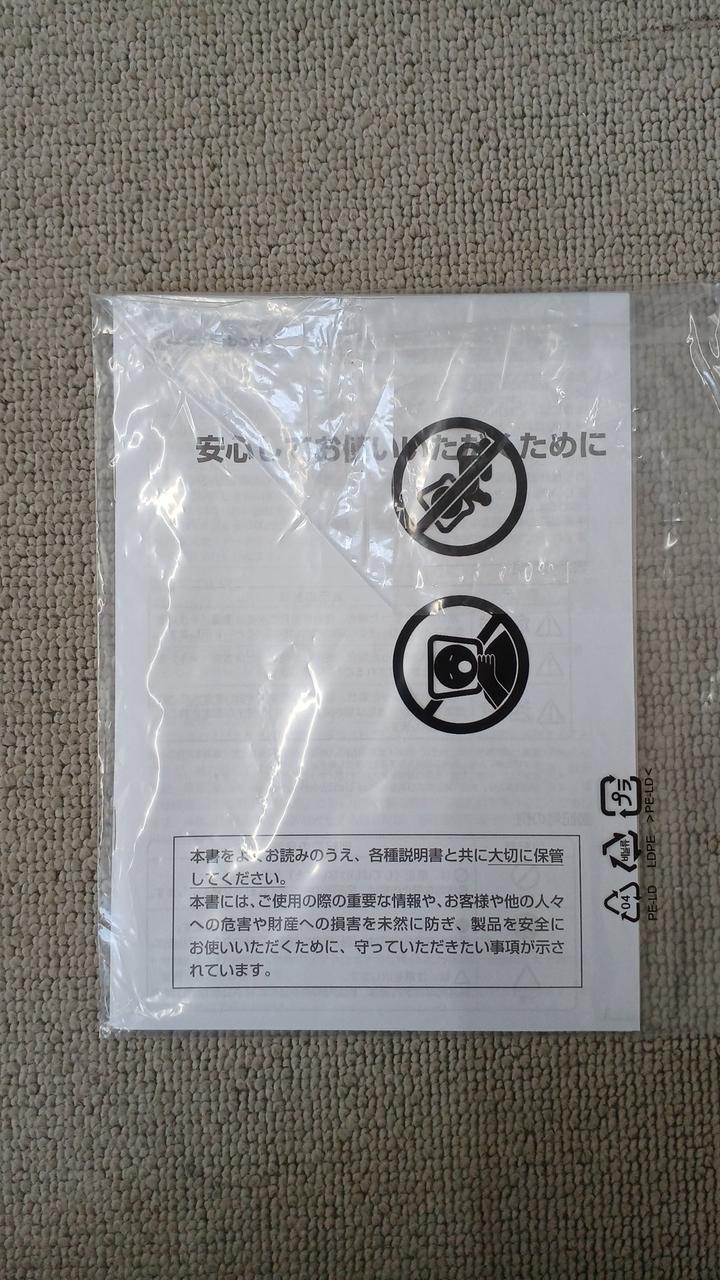 安心してお使いいただくために
本書をよくお読みのうえ、各種説明書と共に大切に保管
してください。
本書には、ご使用の際の重要な情報や、お客様や他の人々
への危害や財産への損害を未然に防ぎ、製品を安全に
お使いいただくために、守っていただきたい事項が示さ
れています。
プラ
>PE-LD<
비닐류
LDPE
04
PE-LD